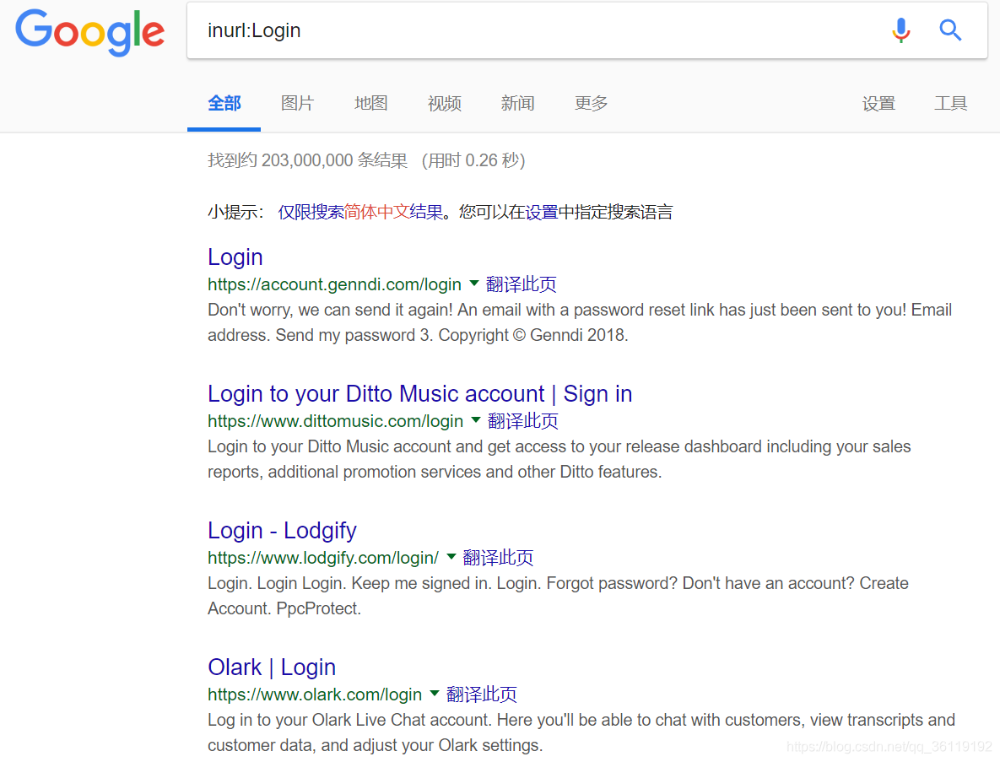 Google
inurl:Login
全部 图片 地图 视频 新闻 更多 设置 工具
找到约 203,000,000 条结果 （用时 0.26 秒）
小提示： 仅限搜索简体中文结果。您可以在设置中指定搜索语言
Login
https://account.genndi.com/login 翻译此页
Don't worry, we can send it again! An email with a password reset link has just been sent to you! Email
address. Send my password 3. Copyright © Genndi 2018.
Login to your Ditto Music account | Sign in
https://www.dittomusic.com/login 翻译此页
Login to your Ditto Music account and get access to your release dashboard including your sales
reports, additional promotion services and other Ditto features.
Login - Lodgify
https://www.lodgify.com/login/ 翻译此页
Login. Login Login. Keep me signed in. Login. Forgot password? Don't have an account? Create
Account. PpcProtect.
Olark | Login
https://www.olark.com/login 翻译此页
Log in to your Olark Live Chat account. Here you'll be able to chat with customers, view transcripts and
customer data, and adjust your Olark settings.
https://blog.csdn.net/qq_36119192